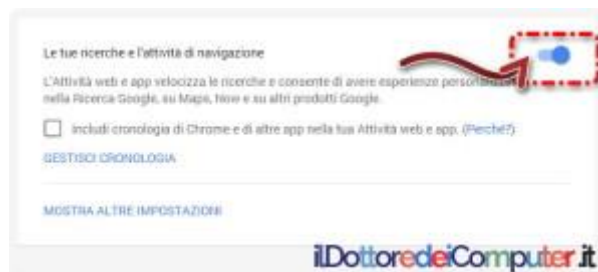 Le tue ricerche e l'attività di navigazione
L'Attività web e app velocizza le ricerche e consente di avere esperienze
nella Ricerca Google, su Maps, Now e su altri prodotti Google.
Includi cronologia di Chrome e di altre app nella tua Attività web e app. (Perché?)
GESTISCI CRONOLOGIA
MOSTRA ALTRE IMPOSTAZIONI
ilDottoredeiComputer.it